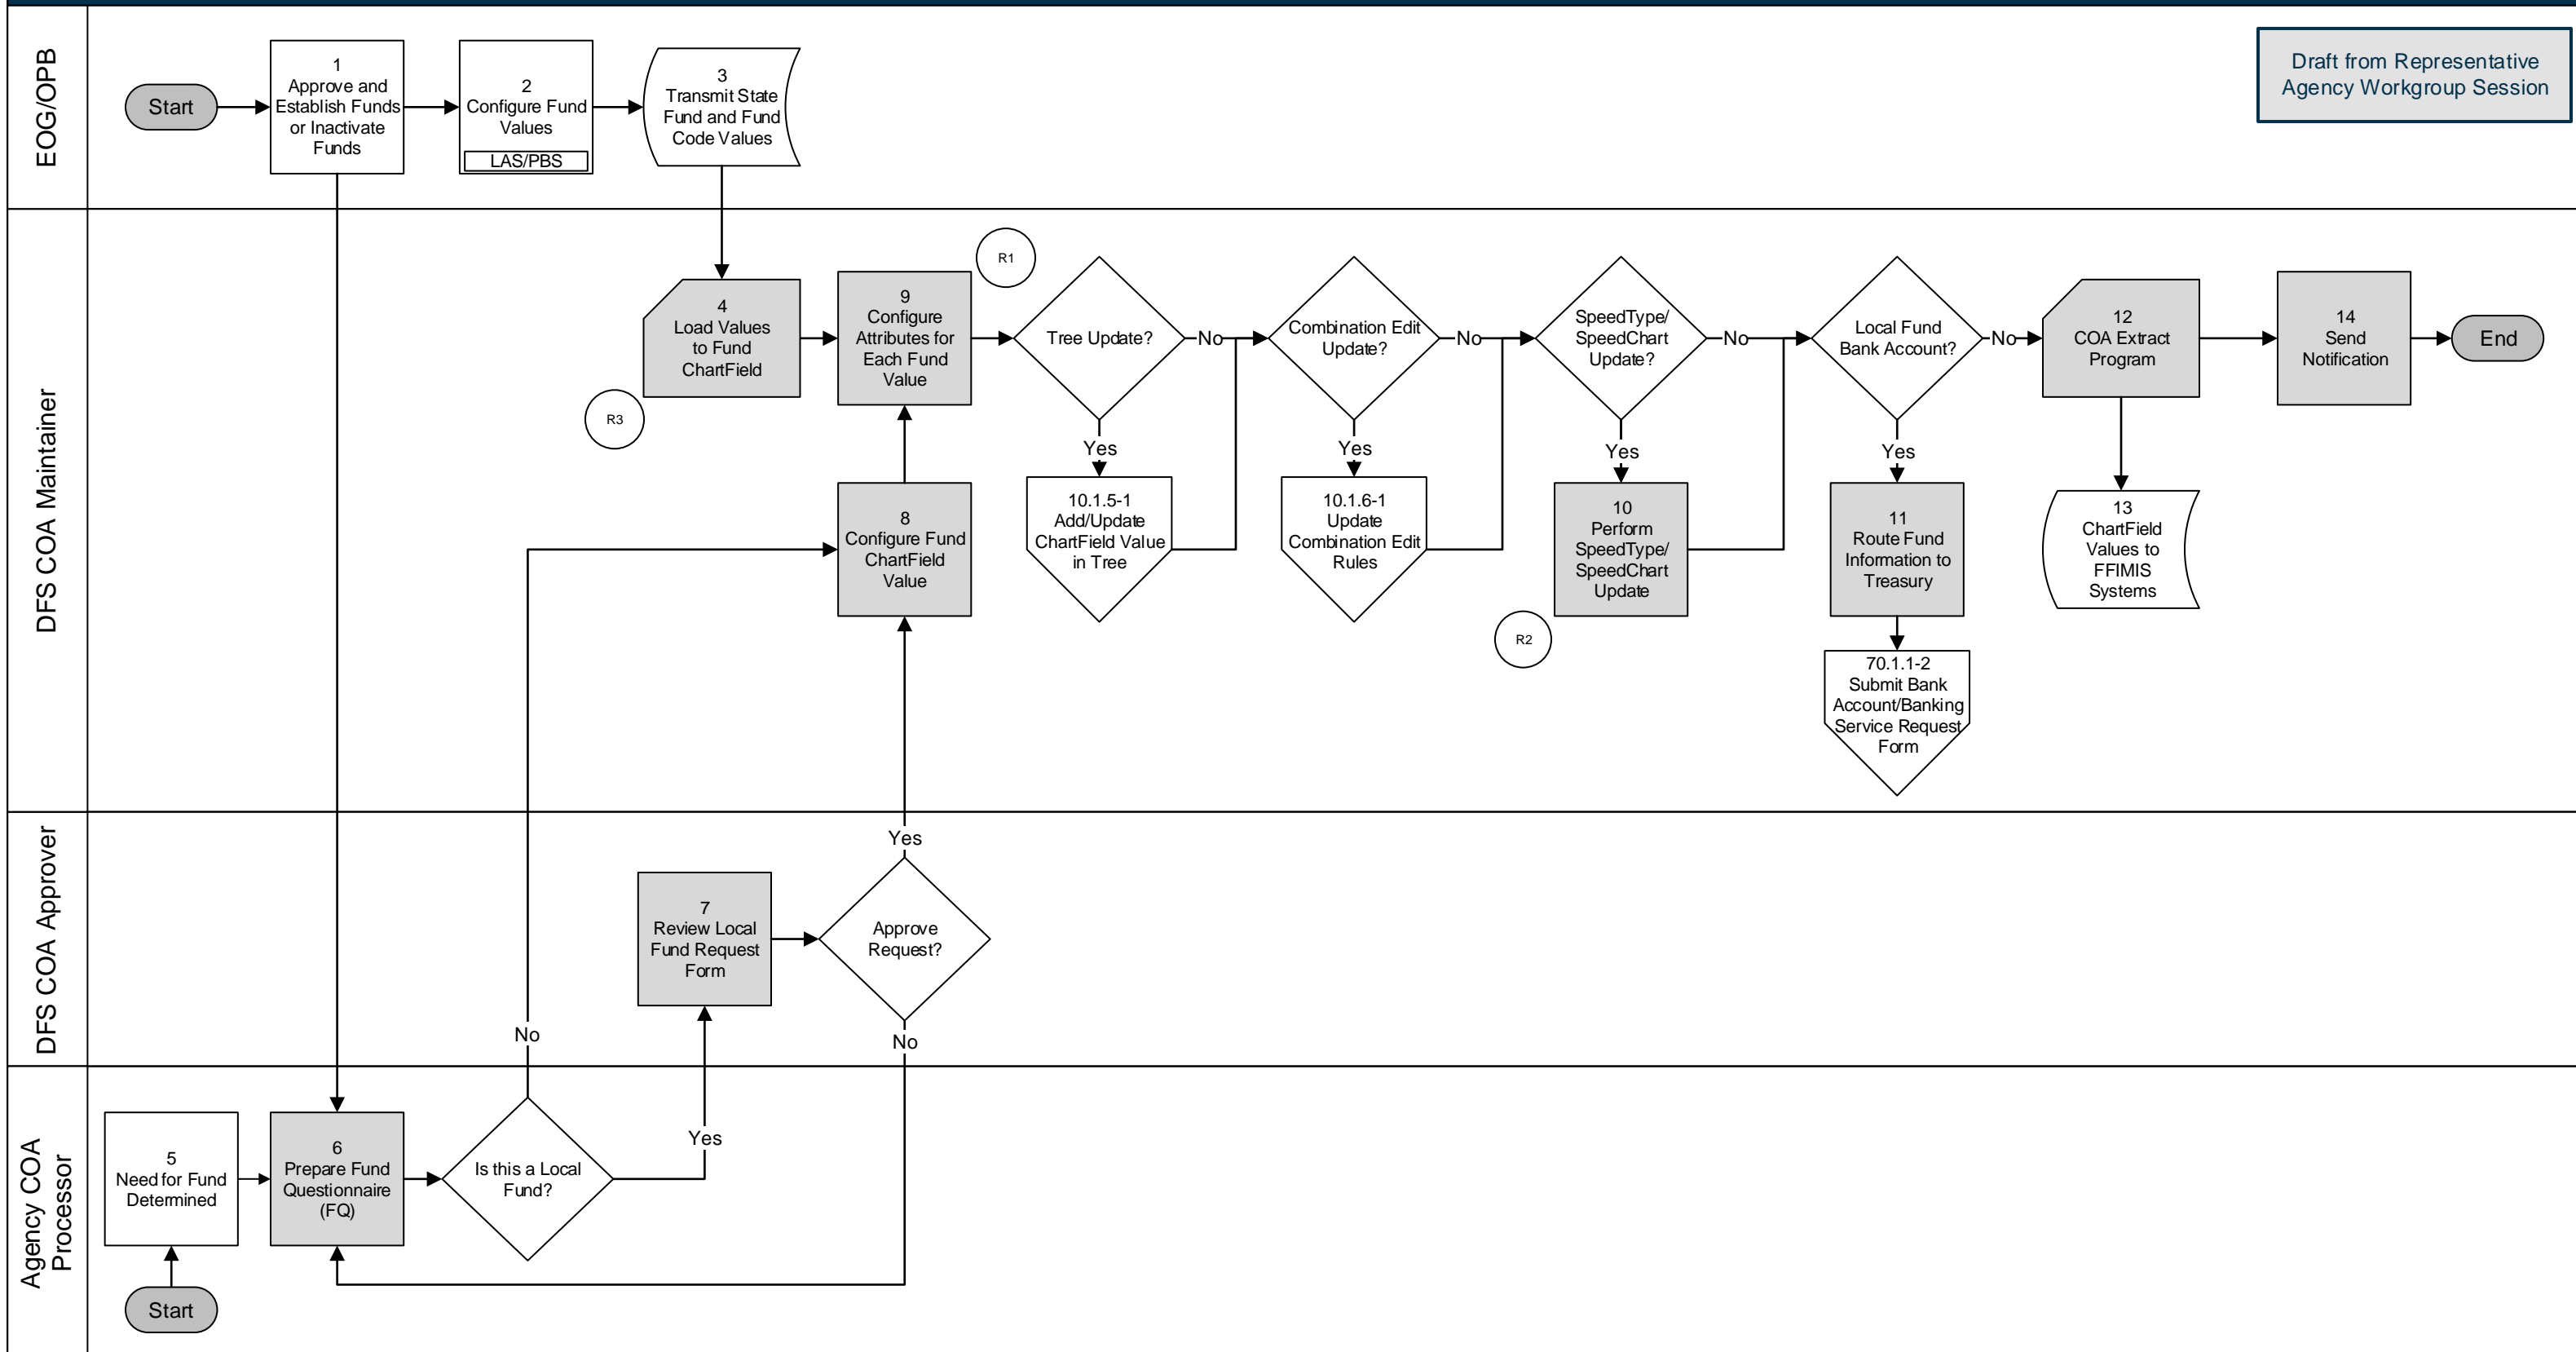 EOG/OPB
Start
1
Approve and
Establish Funds
or Inactivate
Funds
2
Configure Fund
Values
LAS/PBS
3
Transmit State
Fund and Fund
Code Values
Draft from Representative
Agency Workgroup Session
DFS COA Maintainer
4
Load Values
to Fund
ChartField
R3
9
Configure
Attributes for
Each Fund
Value
R1
Tree Update?
No
Yes
10.1.5-1
Add/Update
ChartField Value
in Tree
Combination Edit
Update?
No
Yes
10.1.6-1
Update
Combination Edit
Rules
SpeedType/
SpeedChart
Update?
No
Yes
10
Perform
SpeedType/
SpeedChart
Update
R2
Local Fund
Bank Account?
No
Yes
11
Route Fund
Information to
Treasury
70.1.1-2
Submit Bank
Account/Banking
Service Request
Form
12
COA Extract
Program
13
ChartField
Values to
FFIMIS
Systems
14
Send
Notification
End
8
Configure Fund
ChartField
Value
DFS COA Approver
7
Review Local
Fund Request
Form
Approve
Request?
Yes
No
Agency COA
Processor
Start
5
Need for Fund
Determined
6
Prepare Fund
Questionnaire
(FQ)
Is this a Local
Fund?
No
Yes